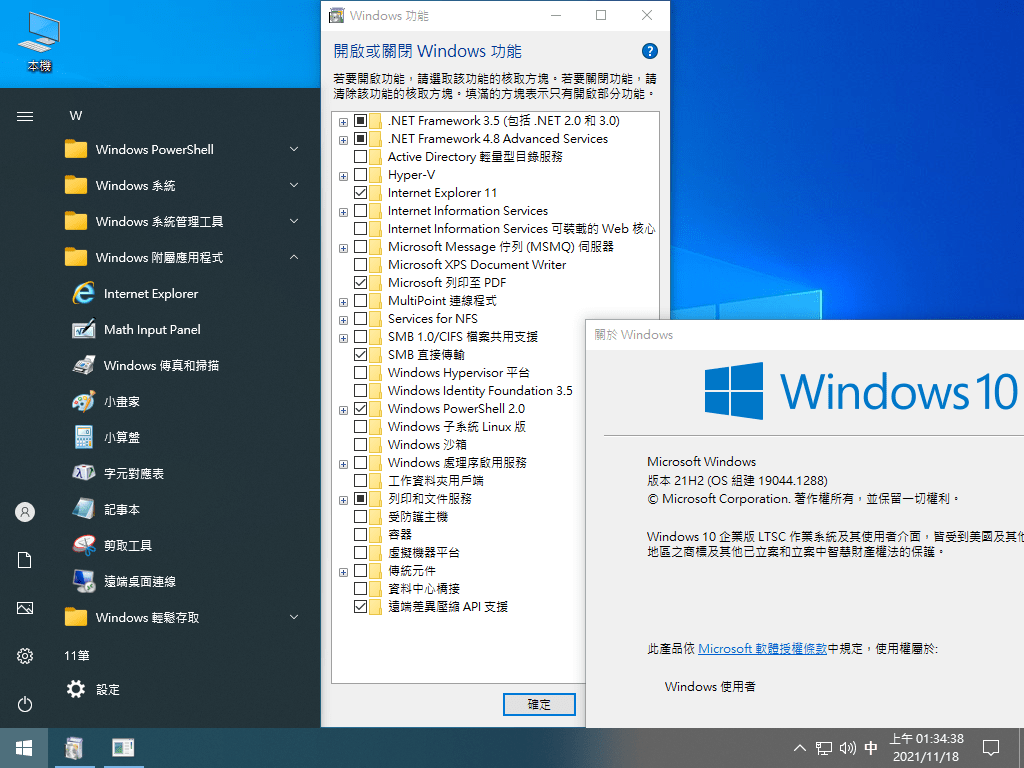 本機
W
Windows PowerShell
Windows 系統
Windows 系統管理工具
Windows 附屬應用程式
Internet Explorer
Math Input Panel
Windows 傳真和掃描
小畫家
小算盤
字元對應表
記事本
剪取工具
遠端桌面連線
Windows 輕鬆存取
11筆
設定
Windows 功能
開啟或關閉 Windows 功能
?
若要開啟功能，請選取該功能的核取方塊。若要關閉功能，請
清除該功能的核取方塊。填滿的方塊表示只有開啟部分功能。
.NET Framework 3.5 (包括 .NET 2.0 和 3.0)
.NET Framework 4.8 Advanced Services
Active Directory 輕量型目錄服務
Hyper-V
Internet Explorer 11
Internet Information Services
Internet Information Services 可裝載的 Web 核心
Microsoft Message 佇列 (MSMQ) 伺服器
Microsoft XPS Document Writer
Microsoft 列印至 PDF
MultiPoint 連線程式
Services for NFS
SMB 1.0/CIFS 檔案共用支援
SMB 直接傳輸
Windows Hypervisor 平台
Windows Identity Foundation 3.5
Windows PowerShell 2.0
Windows 子系統 Linux 版
Windows 沙箱
Windows 處理序啟用服務
工作資料夾用戶端
列印和文件服務
受防護主機
容器
虛擬機器平台
傳統元件
資料中心橋接
遠端差異壓縮 API 支援
確定
關於 Windows
Windows 10
Microsoft Windows
版本 21H2 (OS 組建 19044.1288)
© Microsoft Corporation. 著作權所有，並保留一切權利。
Windows 10 企業版 LTSC 作業系統及其使用者介面，皆受到美國及其他
地區之商標及其他已立案和立案中智慧財產權法的保護。
此產品依 Microsoft 軟體授權條款中規定，使用權屬於:
Windows 使用者
中
上午 01:34:38
2021/11/18